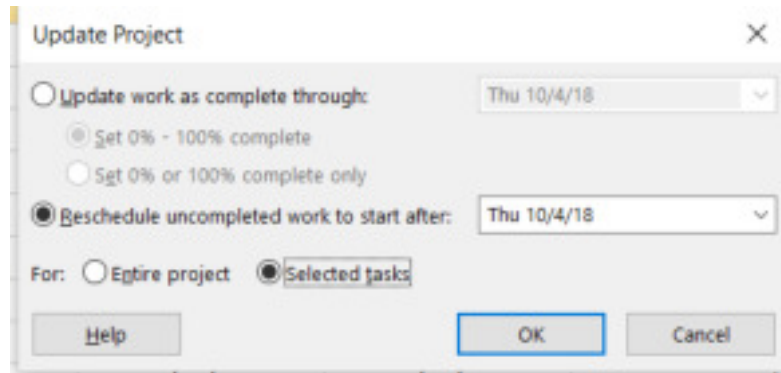 Update Project
Update work as complete through: Thu 10/4/18
Set 0% - 100% complete
Set 0% or 100% complete only
Reschedule uncompleted work to start after: Thu 10/4/18
For: Entire project Selected tasks
Help OK Cancel